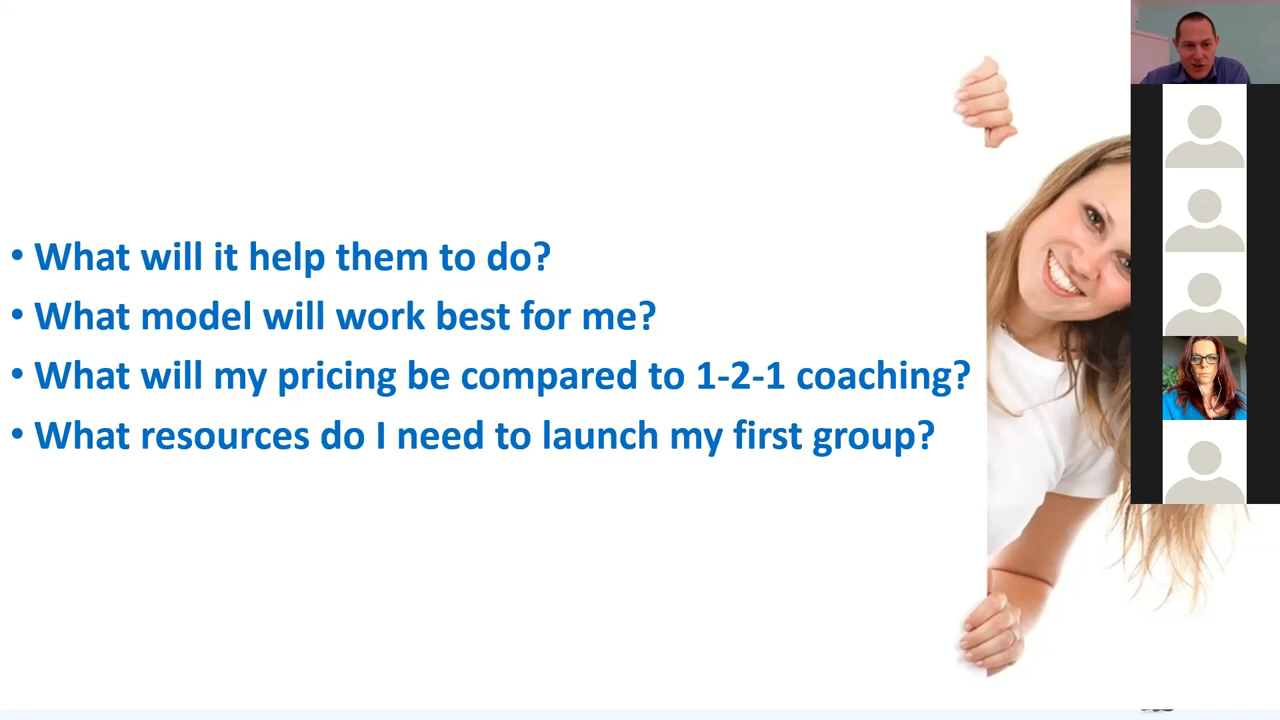 • What will it help them to do?
• What model will work best for me?
• What will my pricing be compared to 1-2-1 coaching?
• What resources do I need to launch my first group?